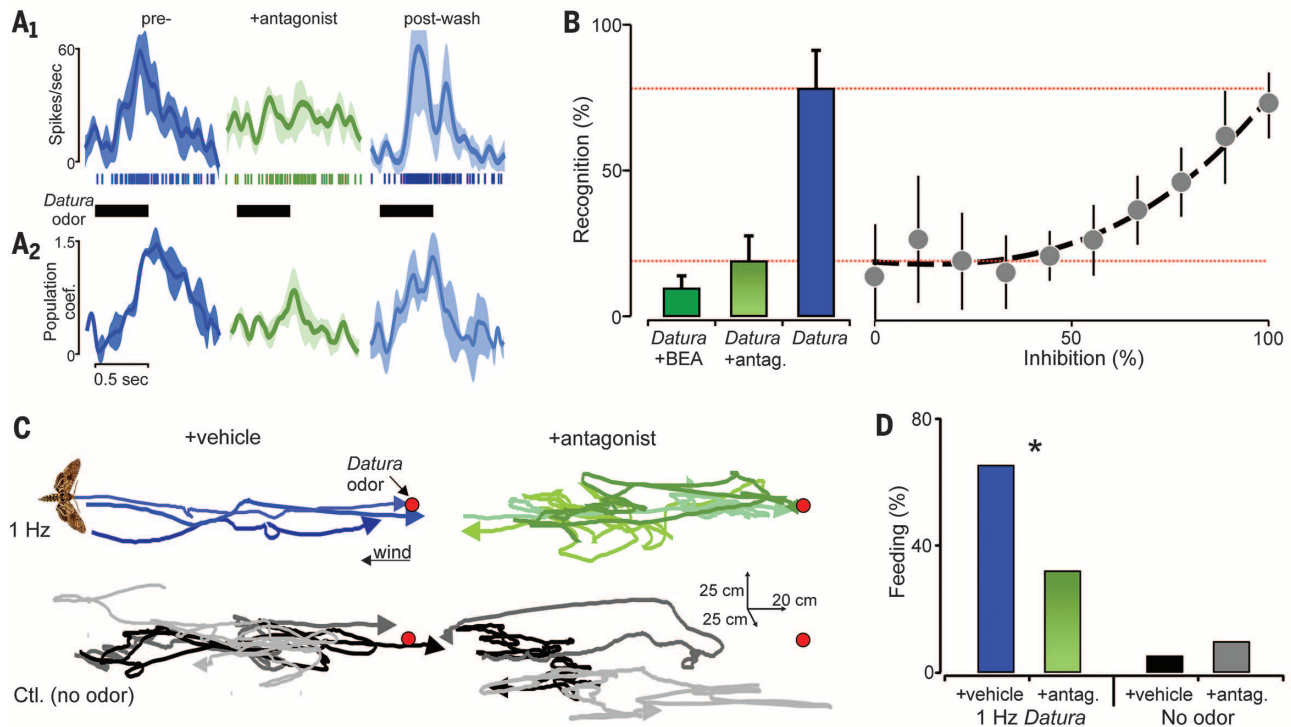 A1
pre-
+antagonist
post-wash
Spikes/sec
60
0
Datura
odor
A2
Population
coef.
1.5
0
0.5 sec
B
Recognition (%)
100
50
0
Datura
+BEA
Datura
+antag.
Datura
0
50
100
Inhibition (%)
C
+vehicle
+antagonist
Datura
odor
1 Hz
wind
25 cm
20 cm
25 cm
Ctl. (no odor)
D
Feeding (%)
80
40
0
*
+vehicle
+antag.
+vehicle
+antag.
1 Hz Datura
No odor